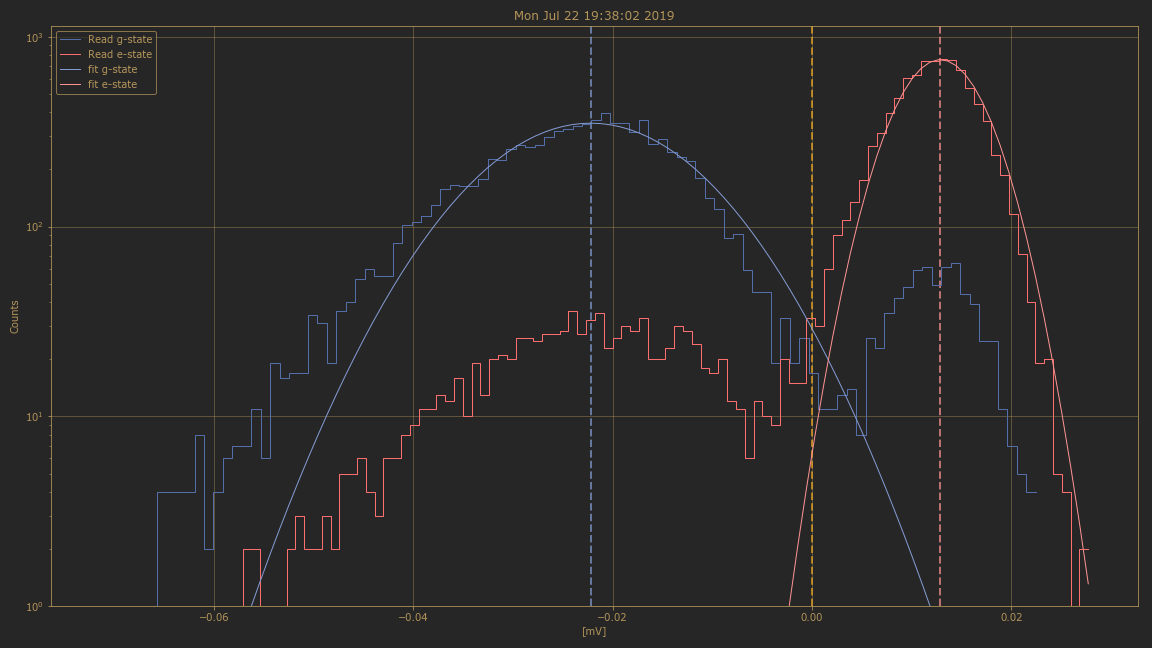 Mon Jul 22 19:38:02 2019
Read g-state
Read e-state
fit g-state
fit e-state
10³
10²
10¹
10⁰
Counts
−0.06 −0.04 −0.02 0.00 0.02
[mV]